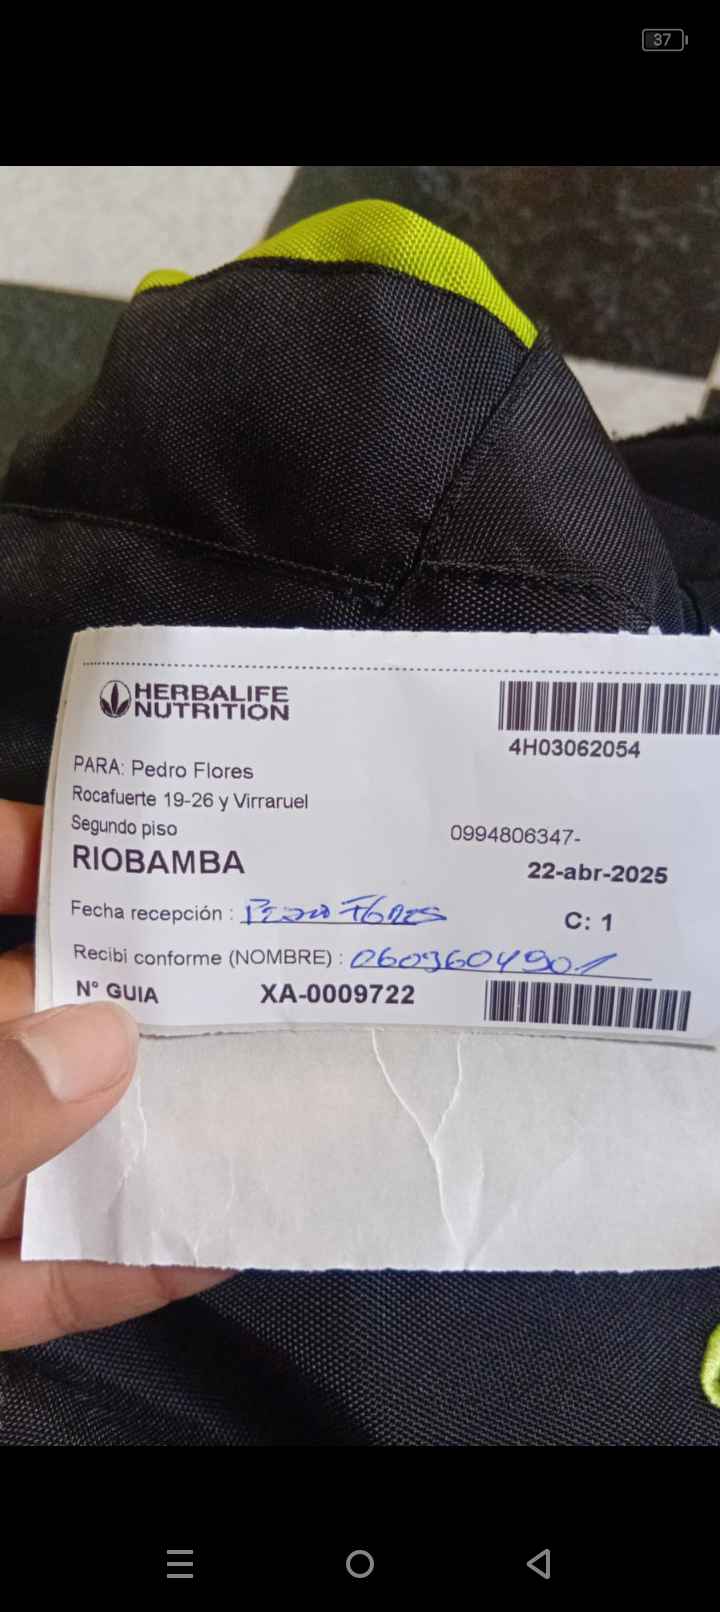 37
HERBALIFE
NUTRITION
4H03062054
PARA: Pedro Flores
Rocafuerte 19-26 y Virraruel
Segundo piso
0994806347-
RIOBAMBA
22-abr-2025
Fecha recepción : Pedro Flores
C: 1
Recibi conforme (NOMBRE) : 0603604901
N° GUIA XA-0009722